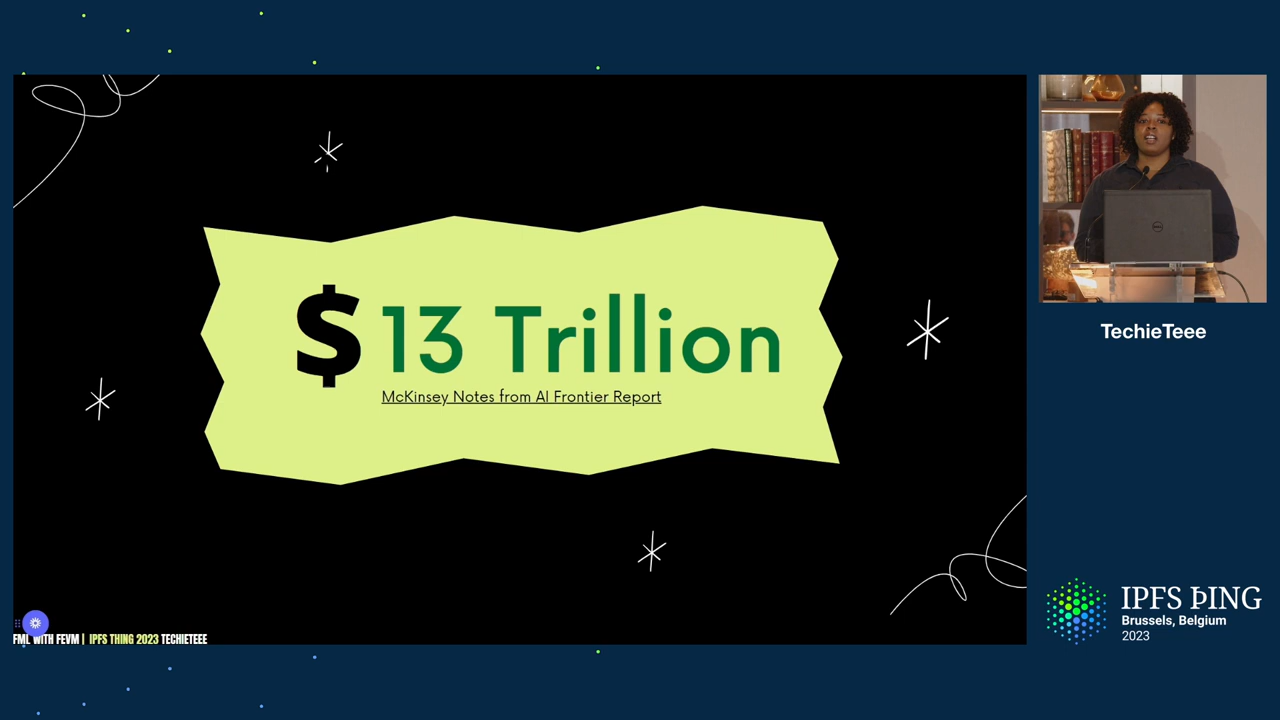 $13 Trillion
McKinsey Notes from AI Frontier Report
FML WITH FEVM | IPFS THING 2023 TECHIETEEE
TechieTeee
IPFS ÞING
Brussels, Belgium
2023